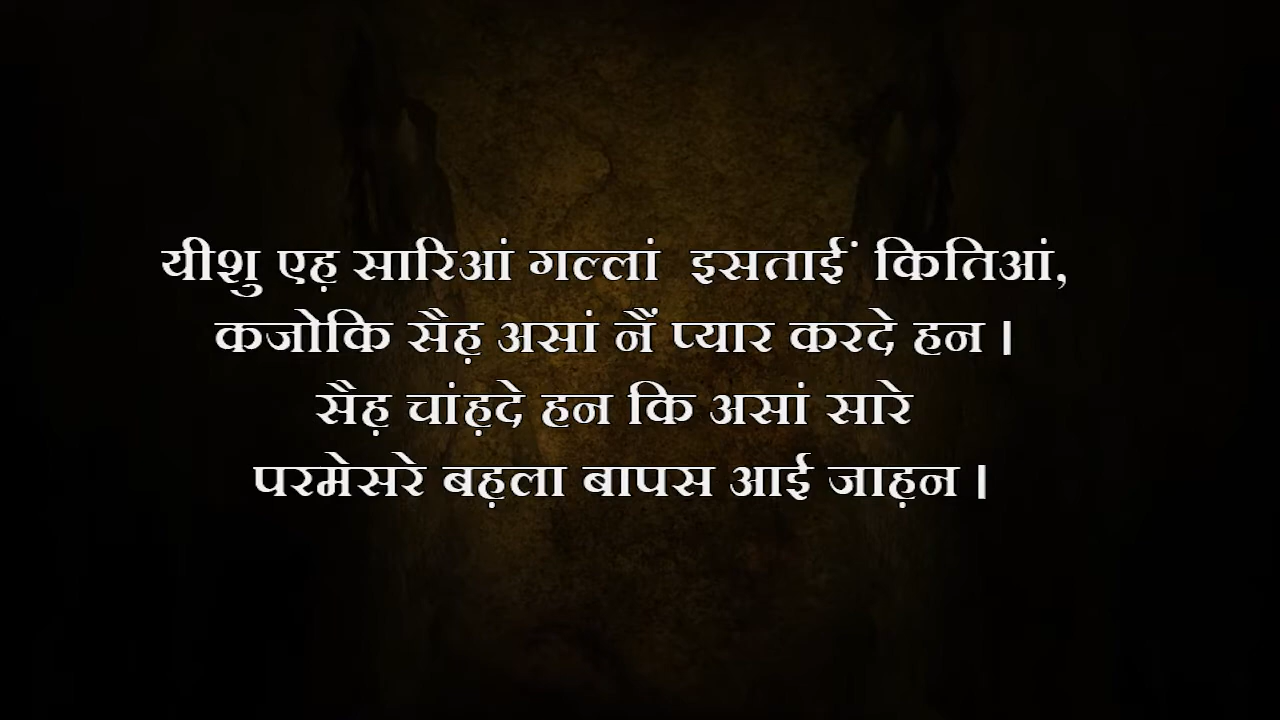 यीशु एह़ सारिआं गल्लां इसताईं कितिआं,
कजोकि सैह़ असां नैं प्यार करदे हन ।
सैह़ चांह़दे हन कि असां सारे
परमेसरे बह़ला बापस आई जाह़न ।